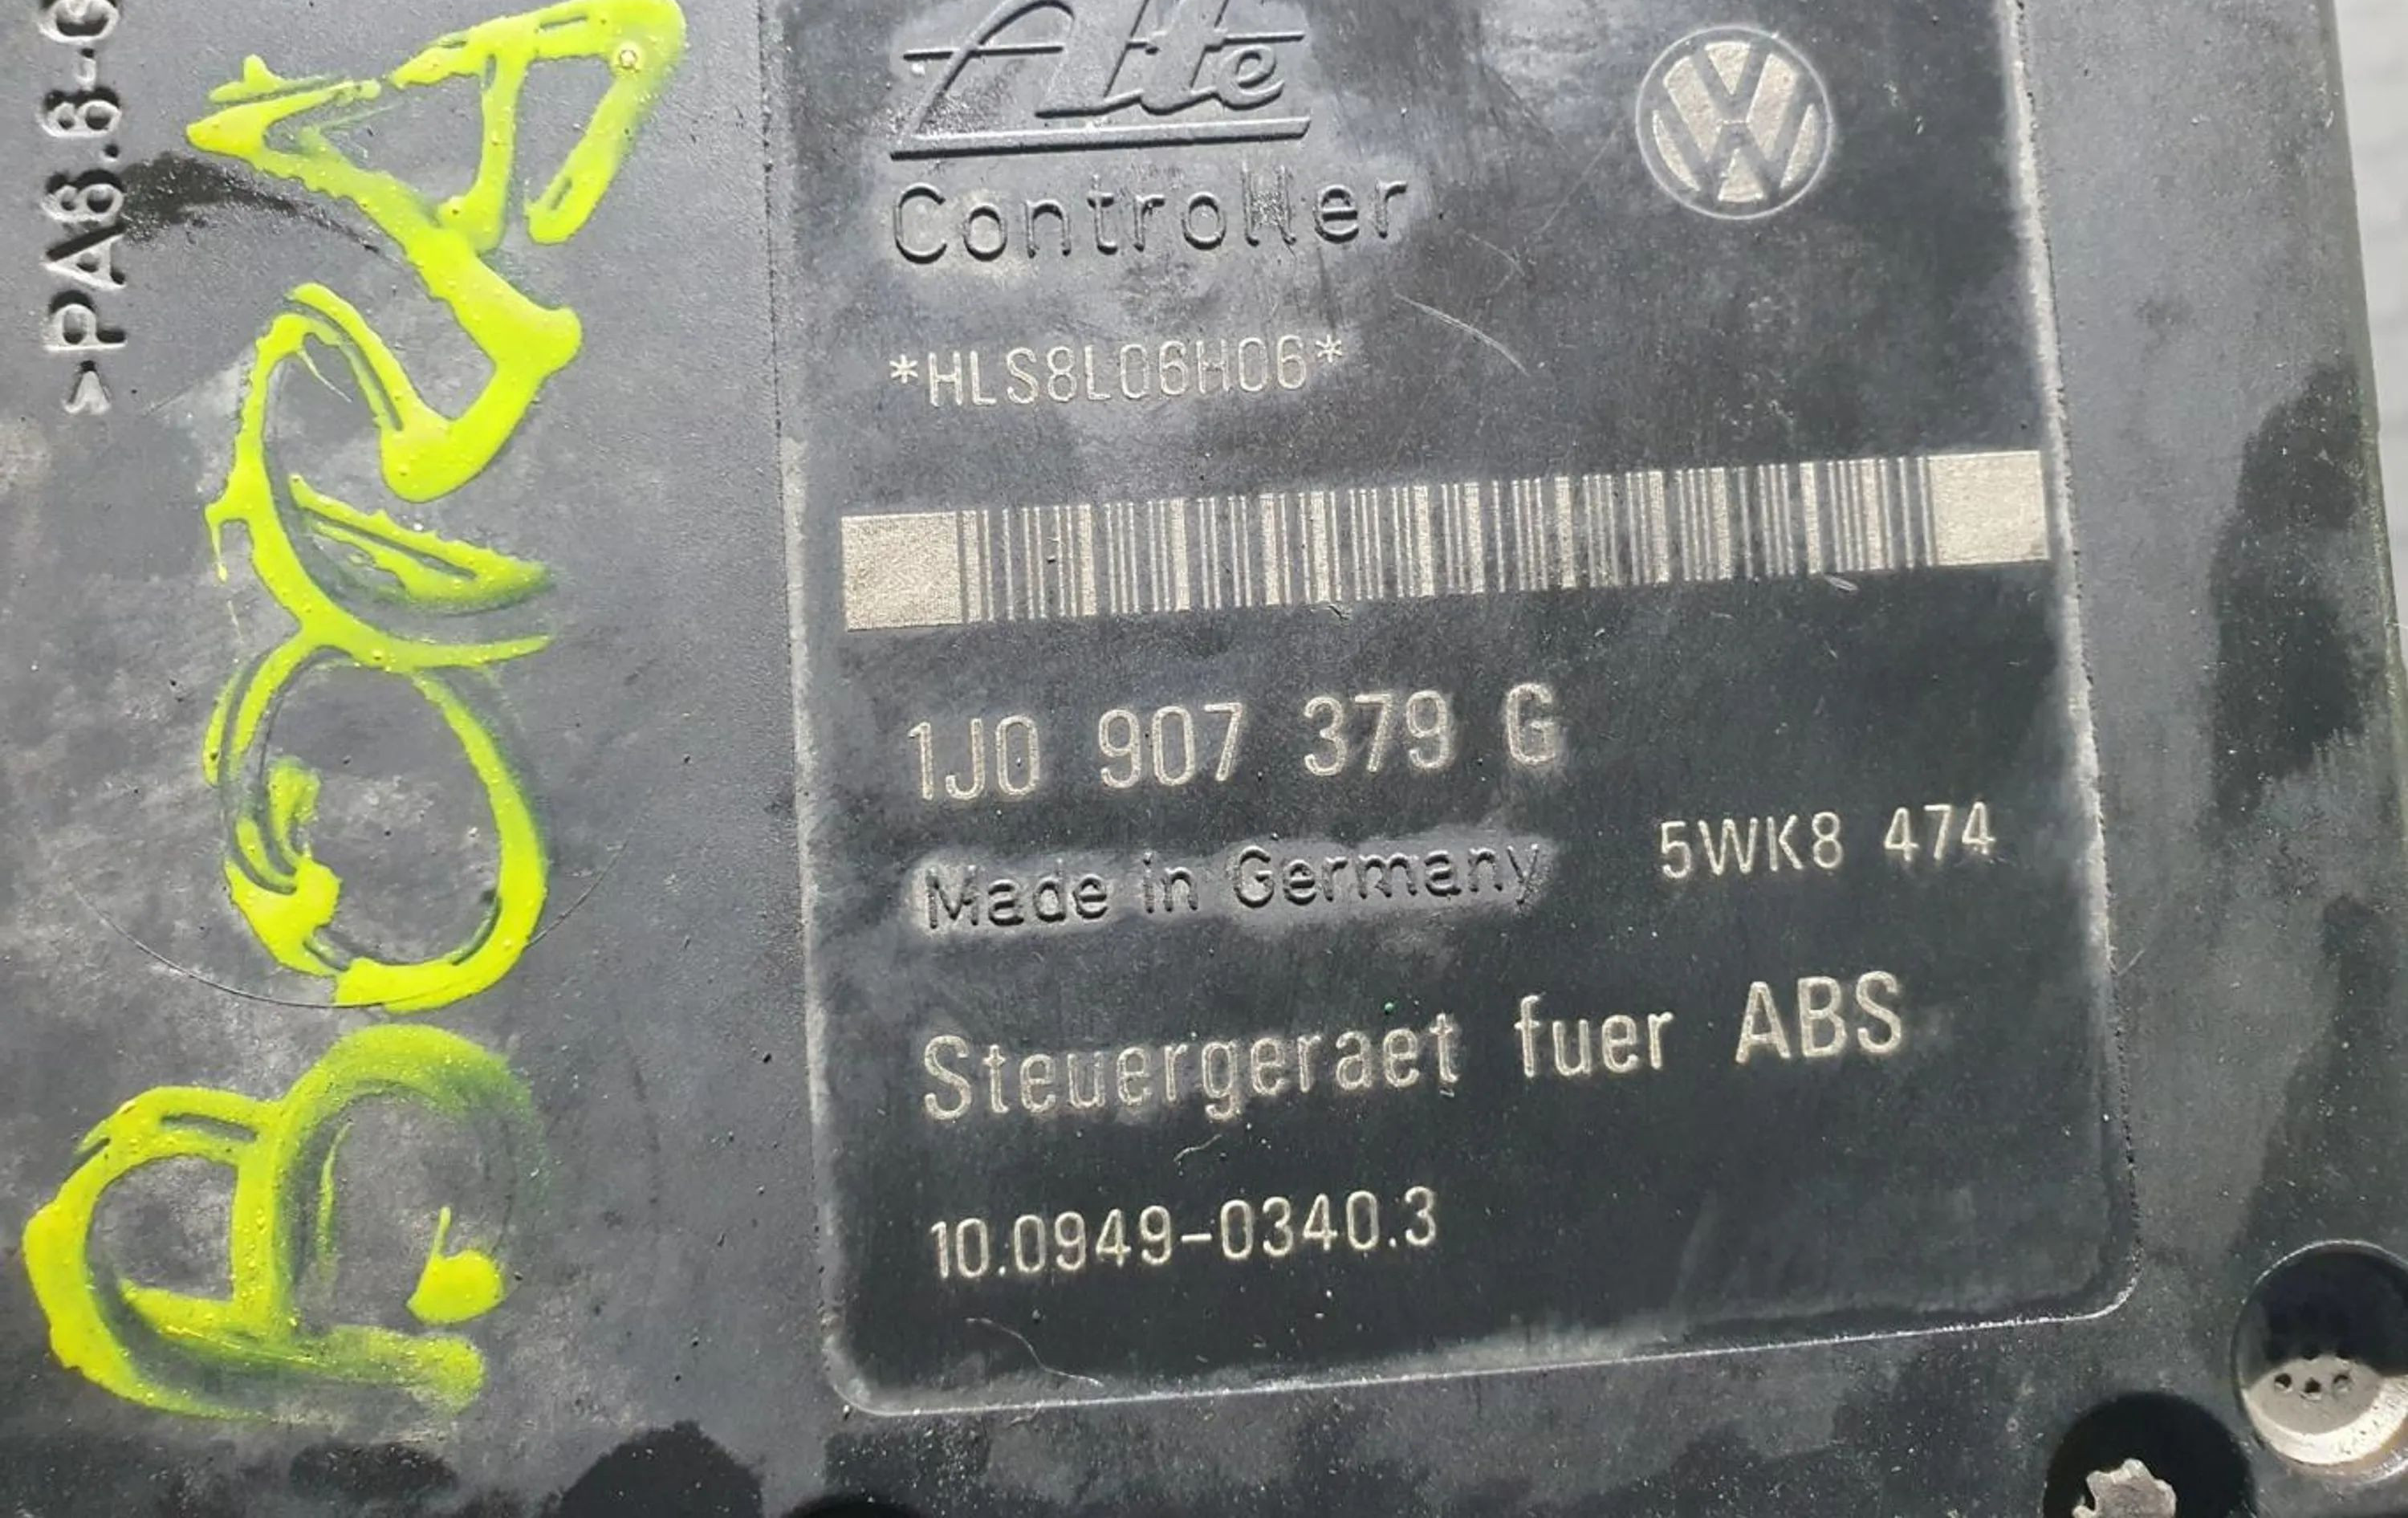 Ate
Controller
*HLS8L06H06*
1J0 907 379 G
Made in Germany
5WK8 474
Steuergeraet fuer ABS
10.0949-0340.3
BORA
>PA6.6-G